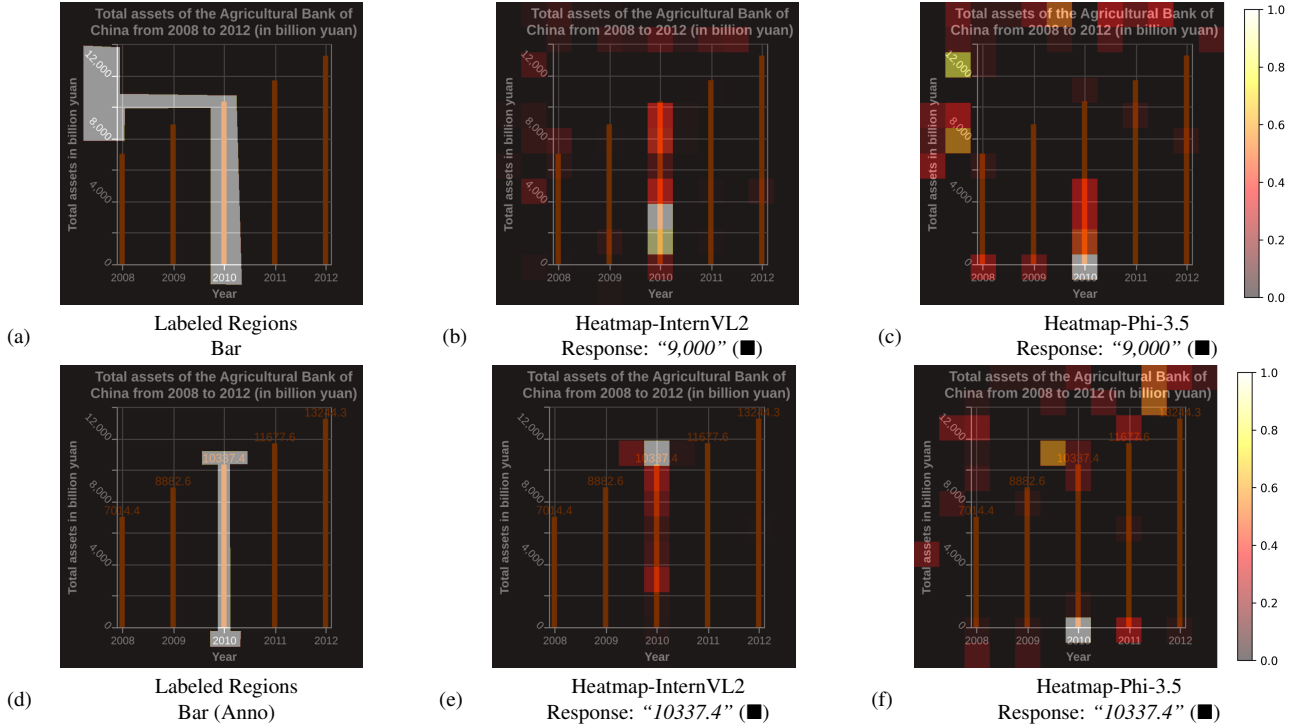 Total assets of the Agricultural Bank of
China from 2008 to 2012 (in billion yuan)
Total assets in billion yuan
12,000
8,000
4,000
0
2008 2009 2010 2011 2012
Year
(a)
Labeled Regions
Bar
Total assets of the Agricultural Bank of
China from 2008 to 2012 (in billion yuan)
Total assets in billion yuan
12,000
8,000
4,000
0
2008 2009 2010 2011 2012
Year
(b)
Heatmap-InternVL2
Response: “9,000” (■)
Total assets of the Agricultural Bank of
China from 2008 to 2012 (in billion yuan)
Total assets in billion yuan
12,000
8,000
4,000
0
2008 2009 2010 2011 2012
Year
1.0
0.8
0.6
0.4
0.2
0.0
(c)
Heatmap-Phi-3.5
Response: “9,000” (■)
Total assets of the Agricultural Bank of
China from 2008 to 2012 (in billion yuan)
Total assets in billion yuan
12,000
8,000
4,000
0
7014.4
8882.6
10337.4
11677.6
13244.3
2008 2009 2010 2011 2012
Year
(d)
Labeled Regions
Bar (Anno)
Total assets of the Agricultural Bank of
China from 2008 to 2012 (in billion yuan)
Total assets in billion yuan
12,000
8,000
4,000
0
7014.4
8882.6
10337.4
11677.6
13244.3
2008 2009 2010 2011 2012
Year
(e)
Heatmap-InternVL2
Response: “10337.4” (■)
Total assets of the Agricultural Bank of
China from 2008 to 2012 (in billion yuan)
Total assets in billion yuan
12,000
8,000
4,000
0
7014.4
8882.6
10337.4
11677.6
13244.3
2008 2009 2010 2011 2012
Year
1.0
0.8
0.6
0.4
0.2
0.0
(f)
Heatmap-Phi-3.5
Response: “10337.4” (■)